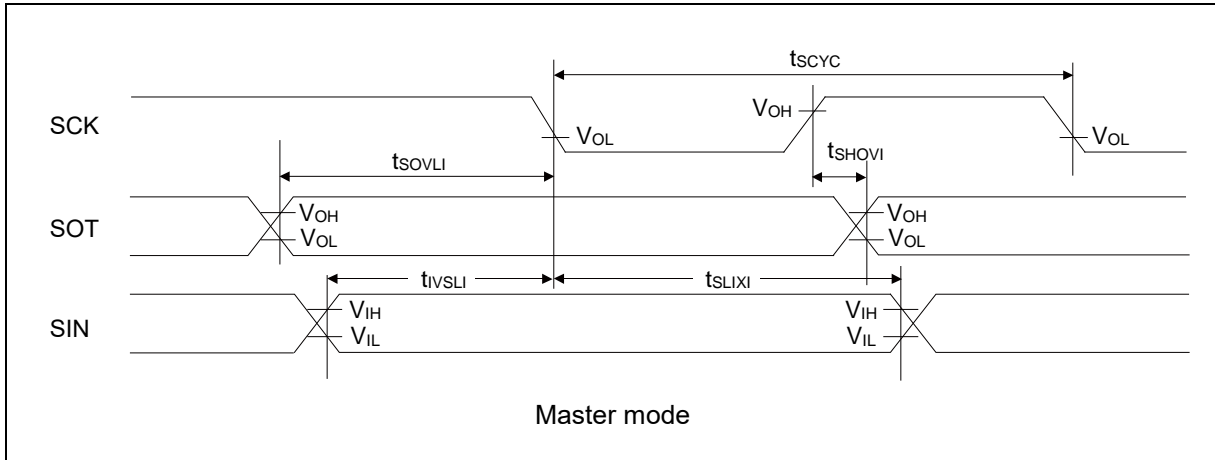 tSCYC
SCK
VOH
VOL
VOL
tSHOVI
tSOVLI
SOT
VOH
VOL
VOH
VOL
tIVSLI
tSLIXI
SIN
VIH
VIL
VIH
VIL
Master mode